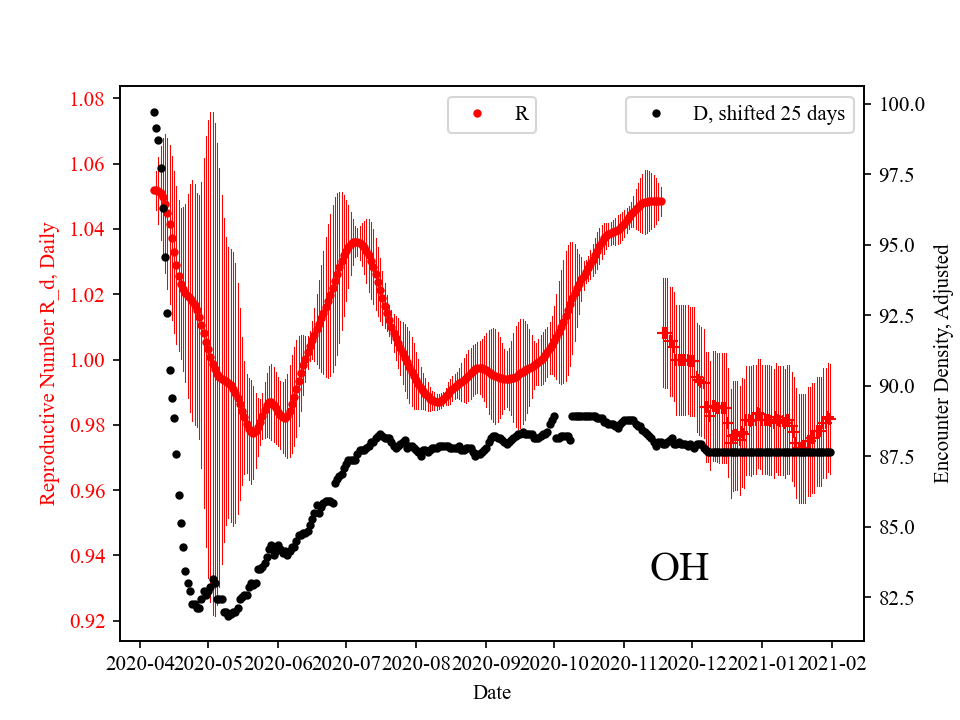 R
D, shifted 25 days
1.08
1.06
1.04
1.02
1.00
0.98
0.96
0.94
0.92
Reproductive Number R_d, Daily
100.0
97.5
95.0
92.5
90.0
87.5
85.0
82.5
Encounter Density, Adjusted
OH
2020-04 2020-05 2020-06 2020-07 2020-08 2020-09 2020-10 2020-11 2020-12 2021-01 2021-02
Date